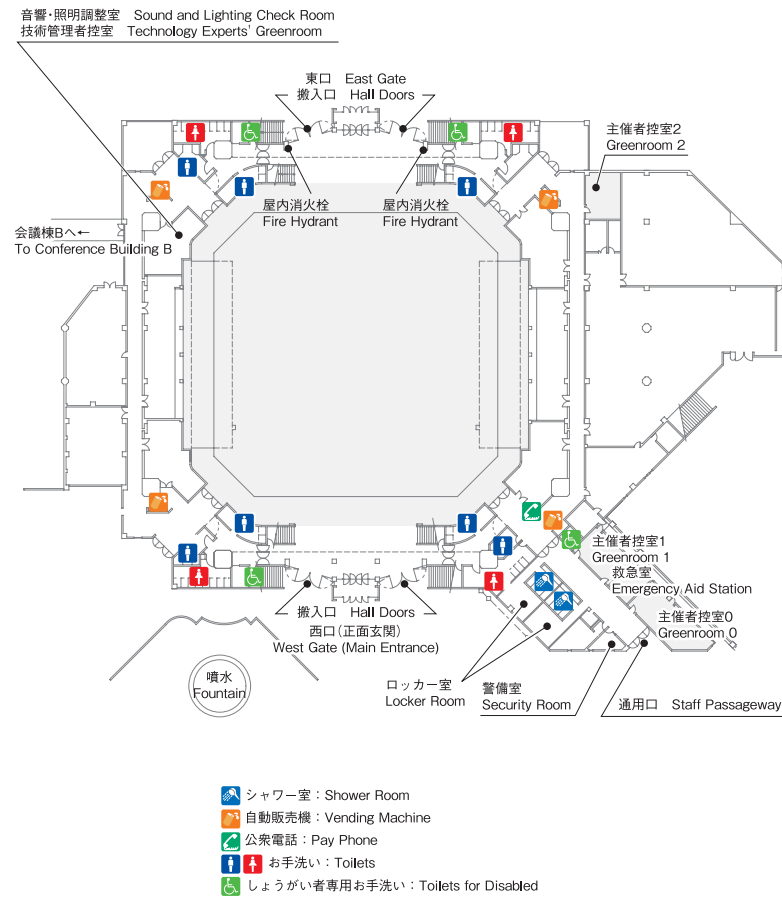 音響・照明調整室 Sound and Lighting Check Room
技術管理者控室 Technology Experts' Greenroom
東口 East Gate
搬入口 Hall Doors
主催者控室2
Greenroom 2
屋内消火栓
Fire Hydrant
屋内消火栓
Fire Hydrant
会議棟Bへ←
To Conference Building B
主催者控室1
Greenroom 1
救急室
Emergency Aid Station
主催者控室0
Greenroom 0
搬入口 Hall Doors
西口(正面玄関)
West Gate (Main Entrance)
噴水
Fountain
ロッカー室
Locker Room
警備室
Security Room
通用口 Staff Passageway
シャワー室:Shower Room
自動販売機:Vending Machine
公衆電話:Pay Phone
お手洗い:Toilets
しょうがい者専用お手洗い:Toilets for Disabled